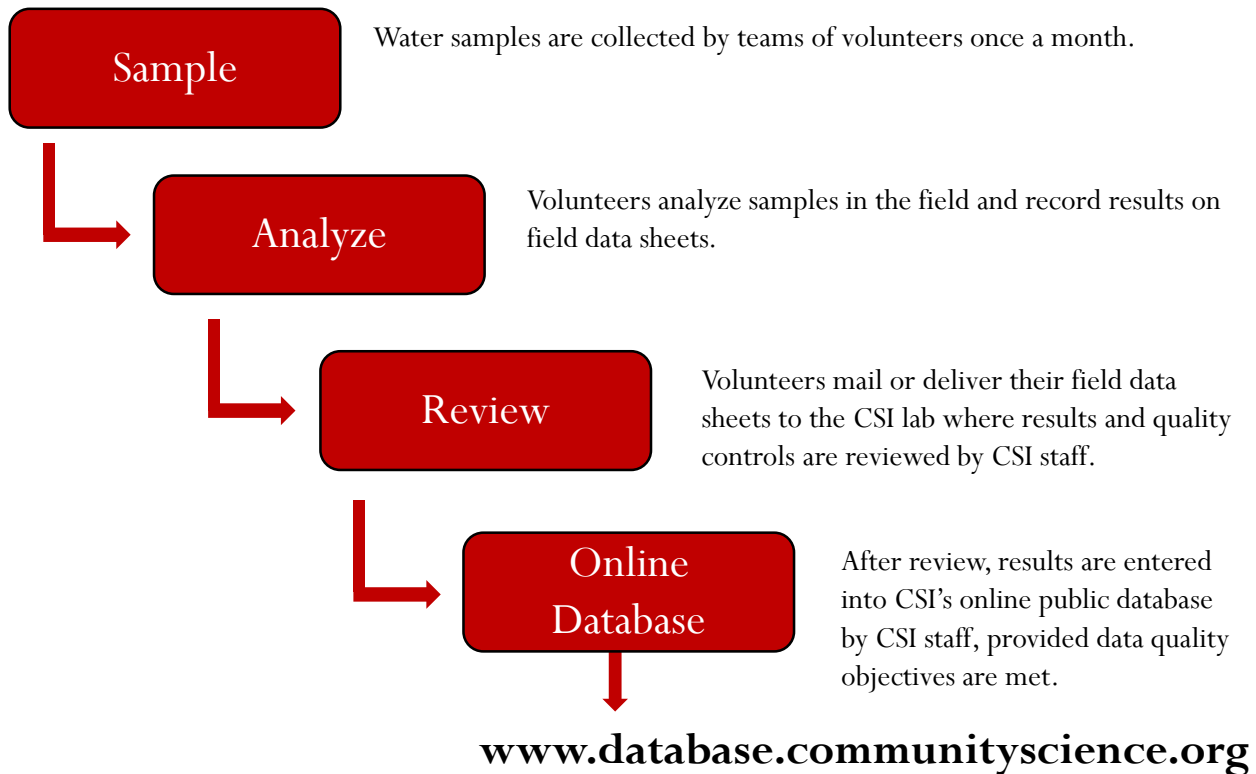 Sample
Water samples are collected by teams of volunteers once a month.
Analyze
Volunteers analyze samples in the field and record results on
field data sheets.
Review
Volunteers mail or deliver their field data
sheets to the CSI lab where results and quality
controls are reviewed by CSI staff.
Online
Database
After review, results are entered
into CSI’s online public database
by CSI staff, provided data quality
objectives are met.
www.database.communityscience.org